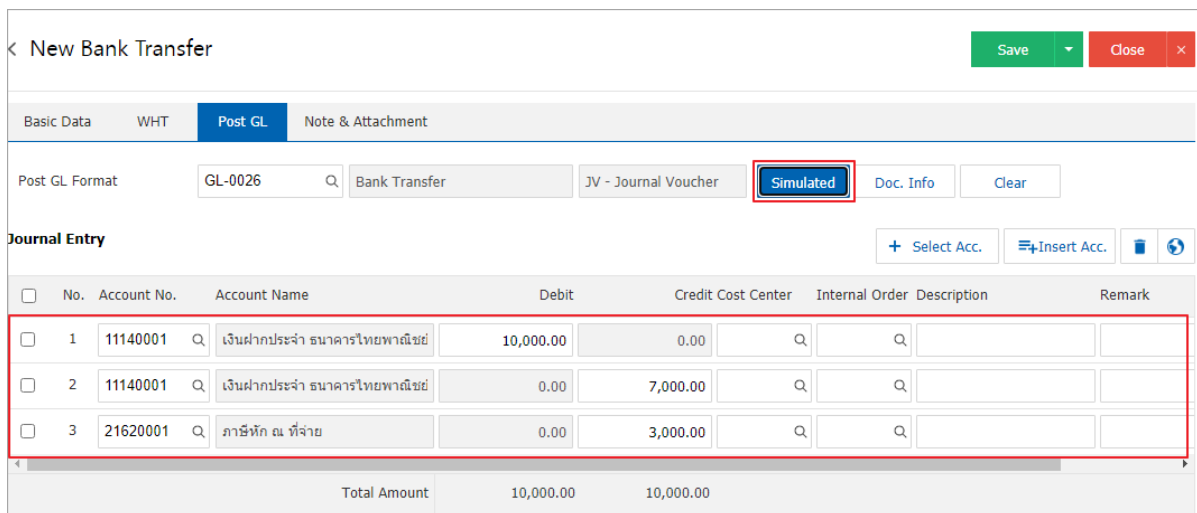 < New Bank Transfer Save Close ×
Basic Data WHT Post GL Note & Attachment
Post GL Format GL-0026 Bank Transfer JV - Journal Voucher Simulated Doc. Info Clear
Journal Entry + Select Acc. Insert Acc.
No. Account No. Account Name Debit Credit Cost Center Internal Order Description Remark
1 11140001 เงินฝากประจำ ธนาคารไทยพาณิชย์ 10,000.00 0.00
2 11140001 เงินฝากประจำ ธนาคารไทยพาณิชย์ 0.00 7,000.00
3 21620001 ภาษีหัก ณ ที่จ่าย 0.00 3,000.00
Total Amount 10,000.00 10,000.00